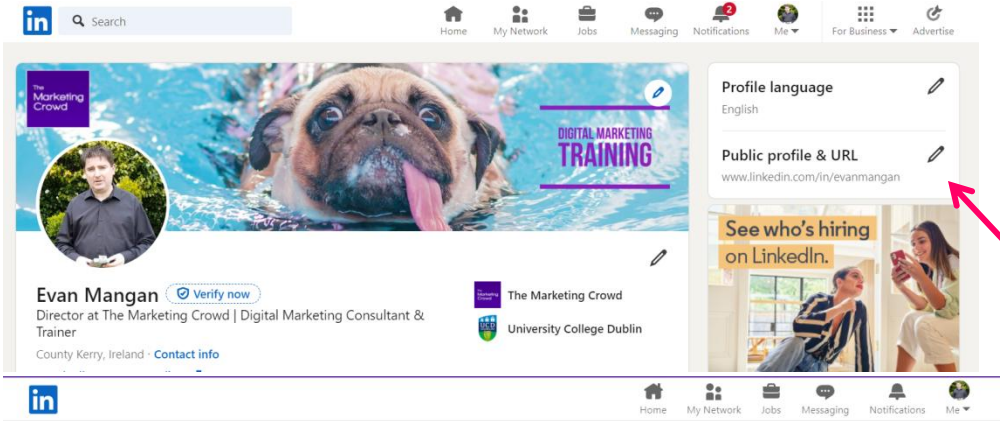 in
Search
Home
My Network
Jobs
Messaging
2
Notifications
Me
For Business
Advertise
The
Marketing
Crowd
DIGITAL MARKETING
TRAINING
Profile language
English
Public profile & URL
www.linkedin.com/in/evanmangan
See who's hiring
on LinkedIn.
Evan Mangan Verify now
Director at The Marketing Crowd | Digital Marketing Consultant &
Trainer
County Kerry, Ireland · Contact info
The Marketing Crowd
UCD
University College Dublin
in
Home
My Network
Jobs
Messaging
Notifications
Me